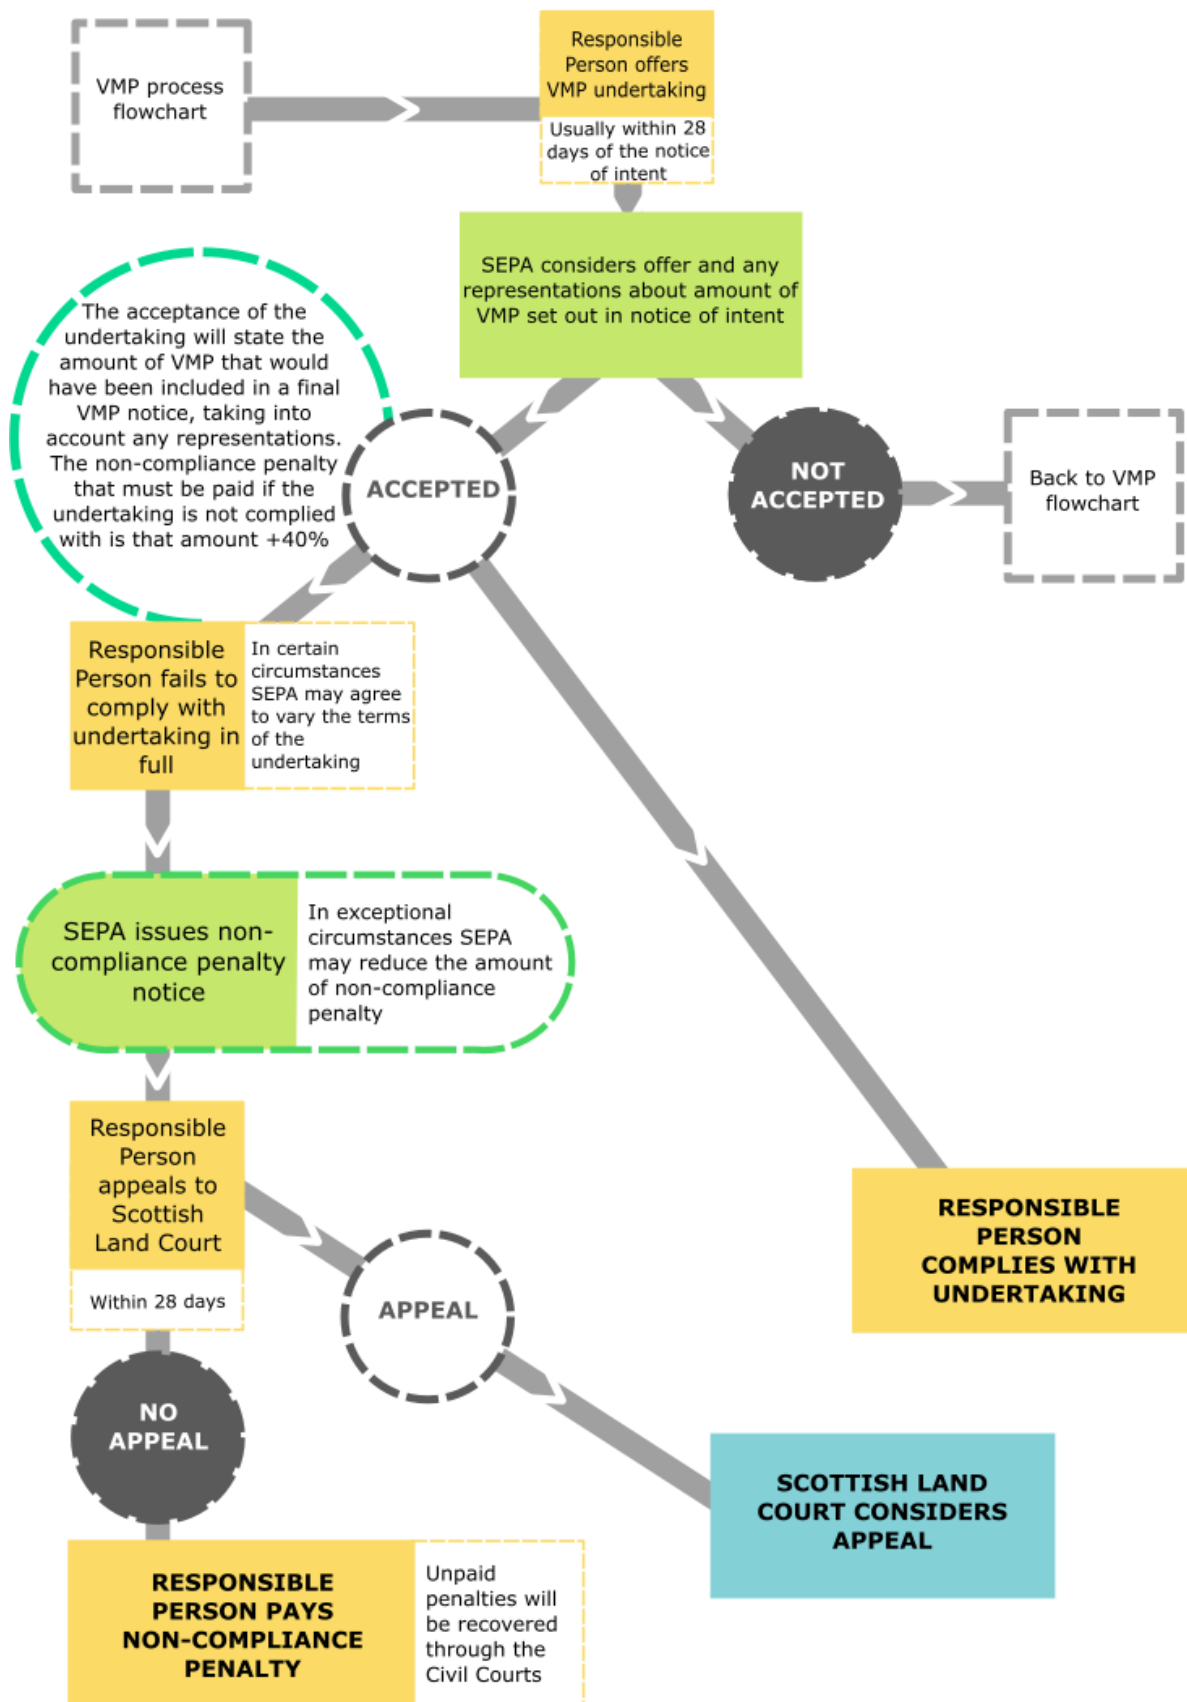 VMP process
flowchart
Responsible
Person offers
VMP undertaking
Usually within 28
days of the notice
of intent
SEPA considers offer and any
representations about amount of
VMP set out in notice of intent
The acceptance of the
undertaking will state the
amount of VMP that would
have been included in a final
VMP notice, taking into
account any representations.
The non-compliance penalty
that must be paid if the
undertaking is not complied
with is that amount +40%
ACCEPTED
NOT
ACCEPTED
Back to VMP
flowchart
Responsible
Person fails to
comply with
undertaking in
full
In certain
circumstances
SEPA may agree
to vary the terms
of the
undertaking
SEPA issues non-
compliance penalty
notice
In exceptional
circumstances SEPA
may reduce the amount
of non-compliance
penalty
Responsible
Person
appeals to
Scottish
Land Court
Within 28 days
RESPONSIBLE
PERSON
COMPLIES WITH
UNDERTAKING
APPEAL
NO
APPEAL
SCOTTISH LAND
COURT CONSIDERS
APPEAL
RESPONSIBLE
PERSON PAYS
NON-COMPLIANCE
PENALTY
Unpaid
penalties will
be recovered
through the
Civil Courts